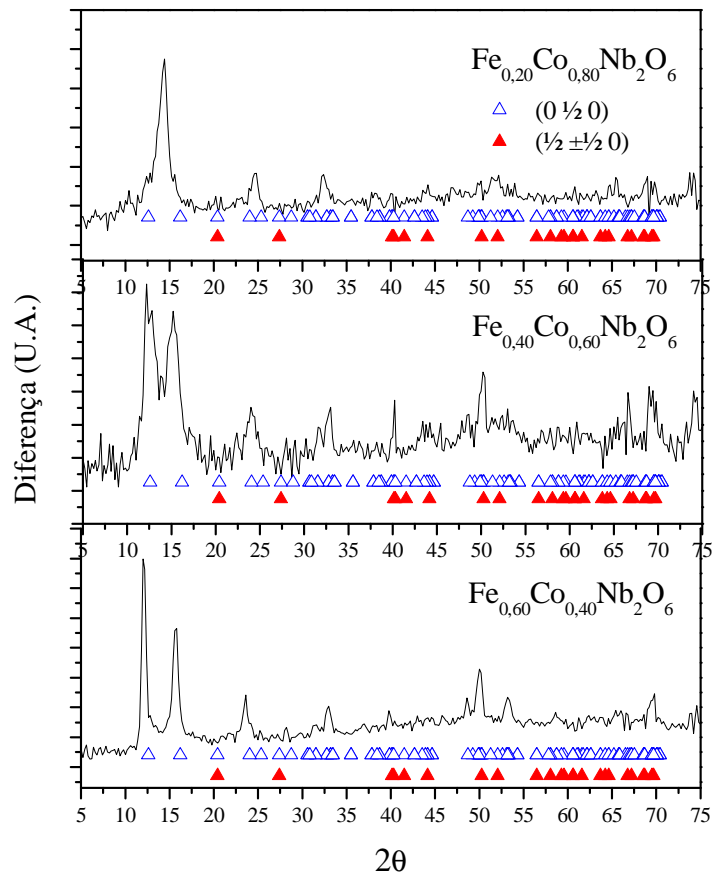 Fe0,20Co0,80Nb2O6
(0 ½ 0)
(½ ±½ 0)
5 10 15 20 25 30 35 40 45 50 55 60 65 70 75
Fe0,40Co0,60Nb2O6
Diferença (U.A.)
5 10 15 20 25 30 35 40 45 50 55 60 65 70 75
Fe0,60Co0,40Nb2O6
5 10 15 20 25 30 35 40 45 50 55 60 65 70 75
2θ